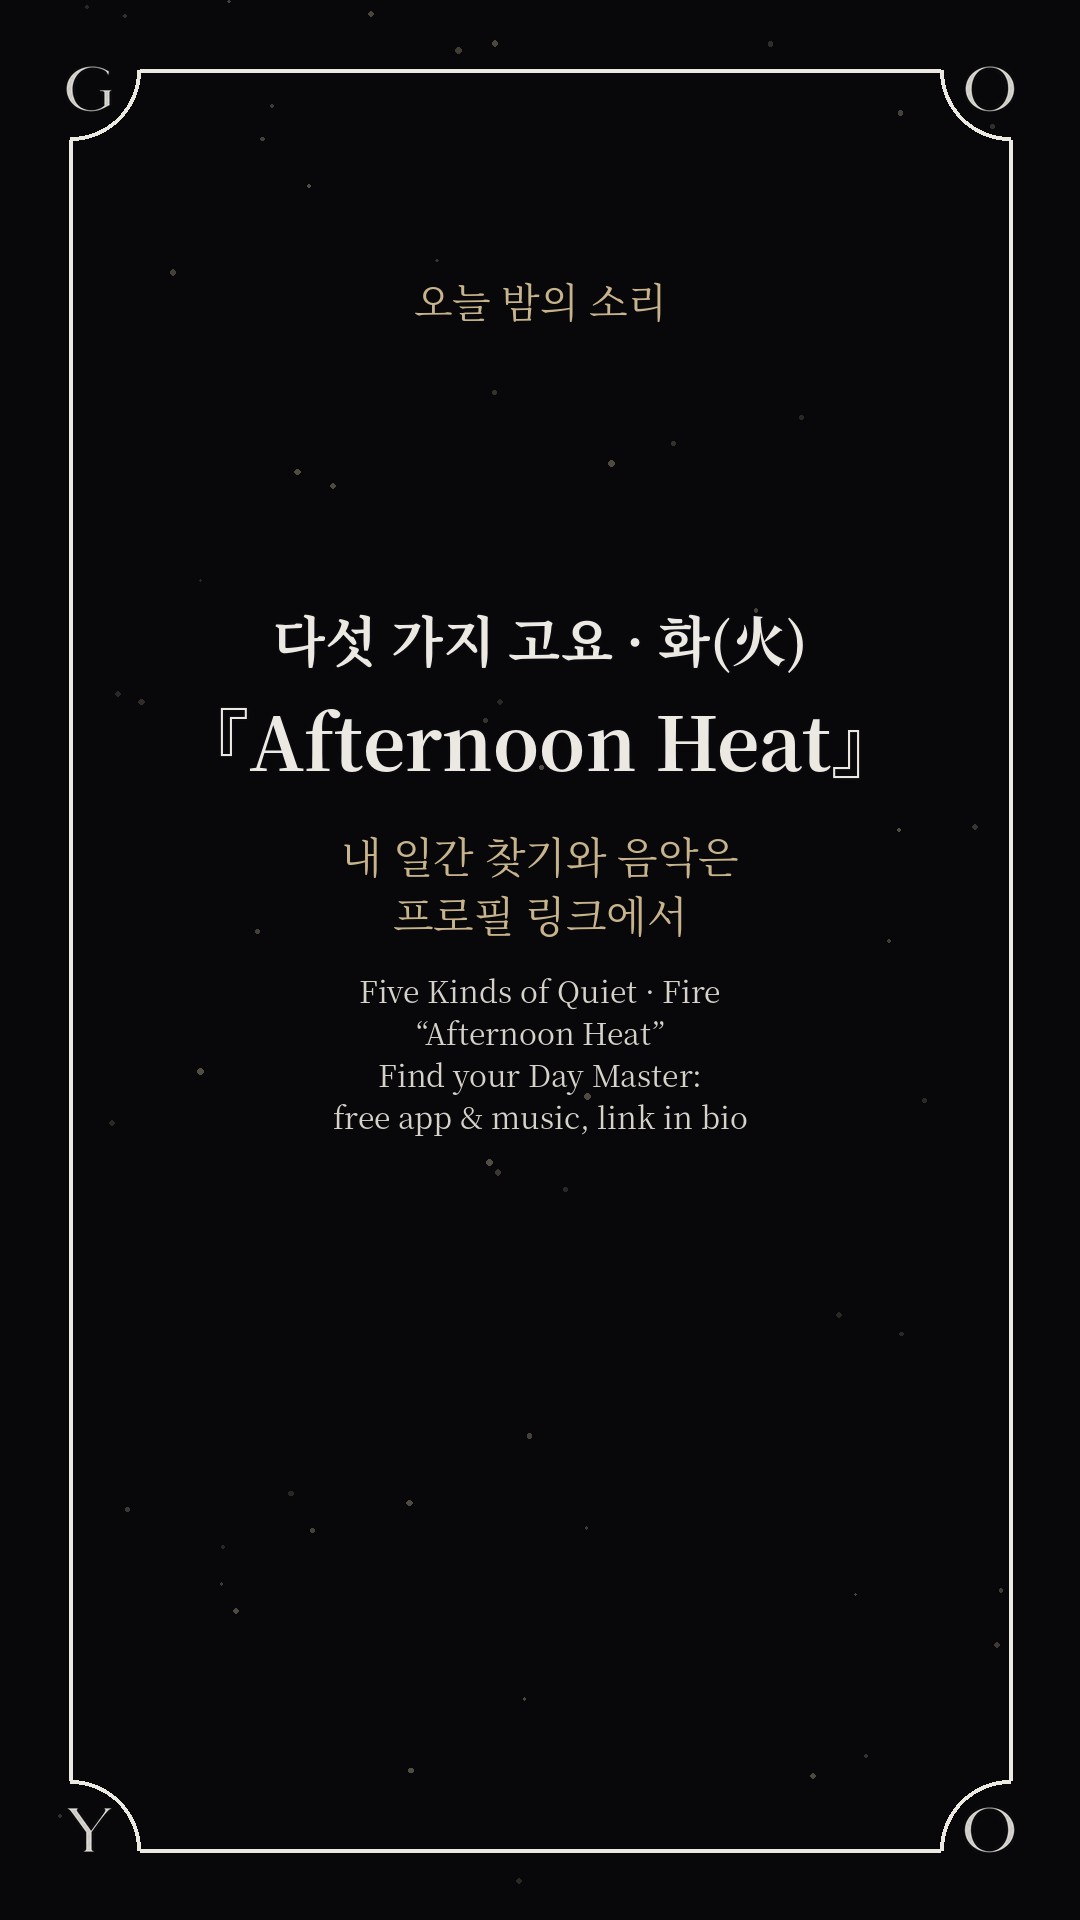 G O
오늘 밤의 소리
다섯 가지 고요 · 화(火)
『Afternoon Heat』
내 일간 찾기와 음악은
프로필 링크에서
Five Kinds of Quiet · Fire
“Afternoon Heat”
Find your Day Master:
free app & music, link in bio
Y O